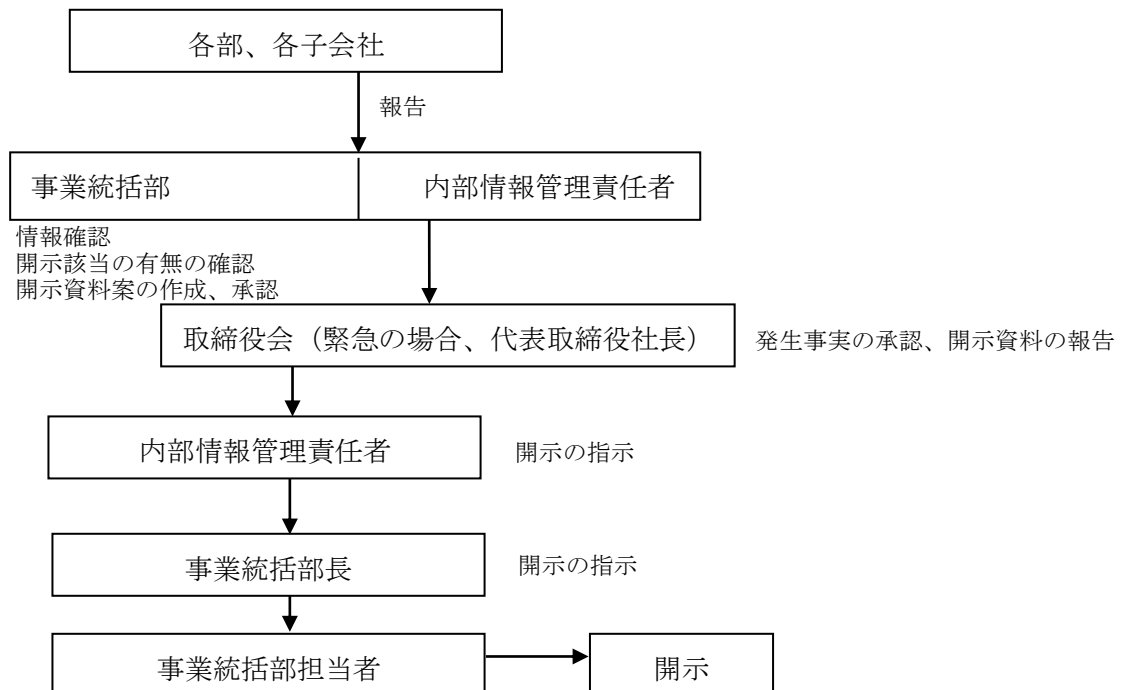 各部、各子会社
報告
事業統括部
内部情報管理責任者
情報確認
開示該当の有無の確認
開示資料案の作成、承認
取締役会（緊急の場合、代表取締役社長）
発生事実の承認、開示資料の報告
内部情報管理責任者
開示の指示
事業統括部長
開示の指示
事業統括部担当者
開示